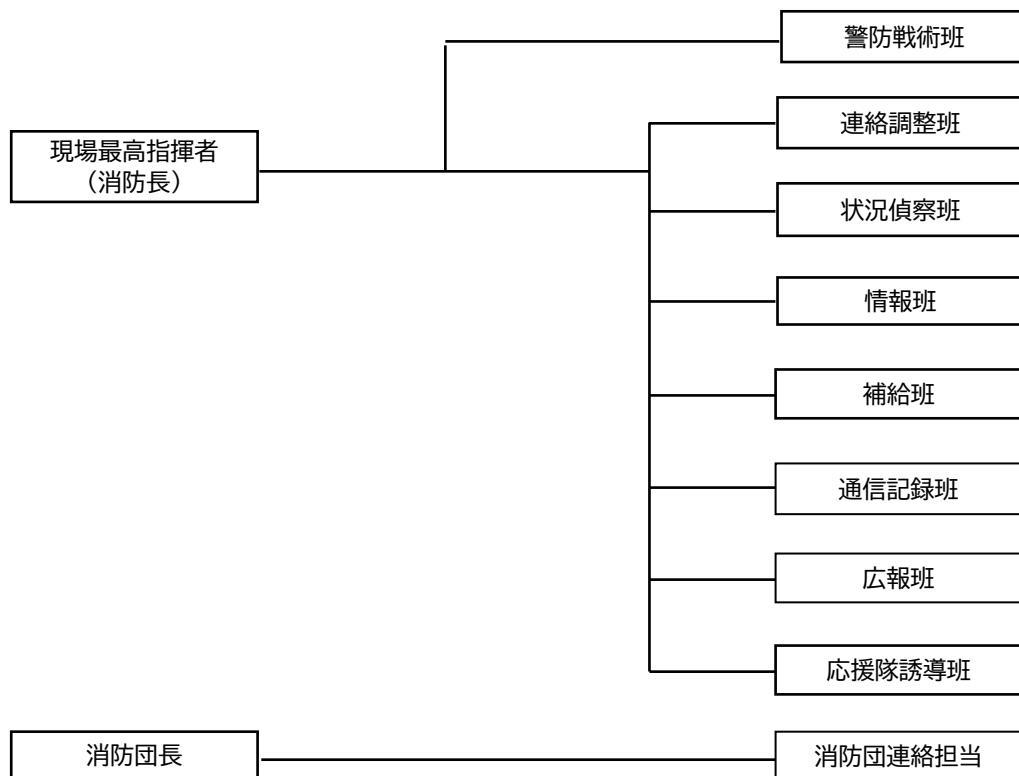 警防戦術班
連絡調整班
現場最高指揮者
（消防長）
状況偵察班
情報班
補給班
通信記録班
広報班
応援隊誘導班
消防団長
消防団連絡担当